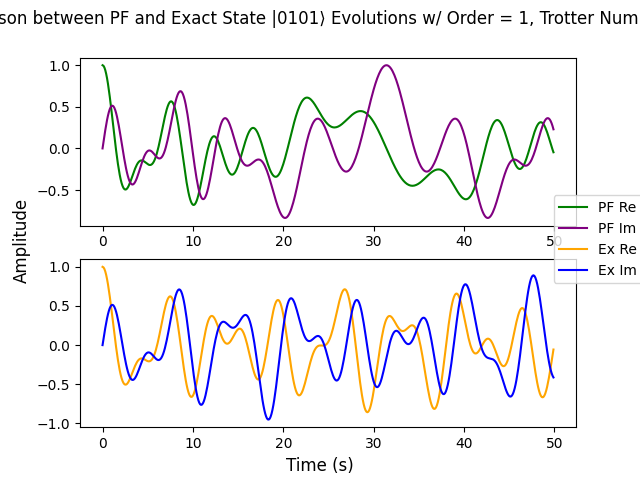 son between PF and Exact State |0101⟩ Evolutions w/ Order = 1, Trotter Num
1.0
0.5
0.0
−0.5
0 10 20 30 40 50
PF Re
PF Im
Ex Re
Ex Im
Amplitude
1.0
0.5
0.0
−0.5
−1.0
0 10 20 30 40 50
Time (s)